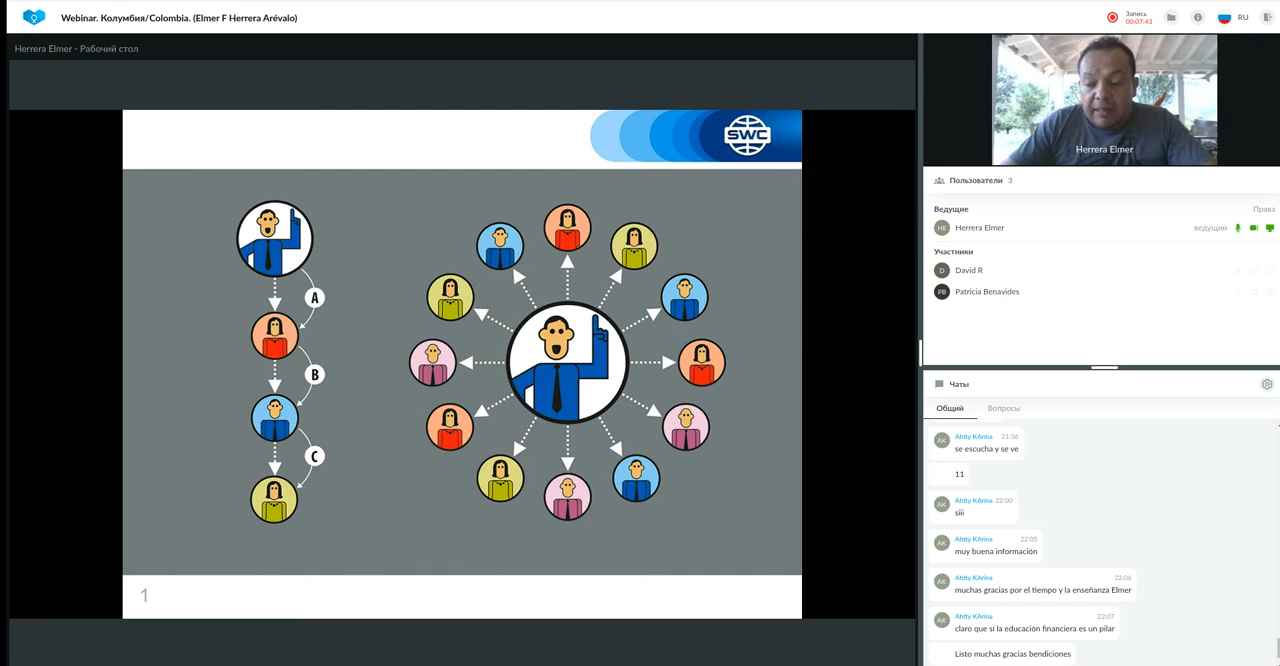 Webinar. Колумбия/Colombia. (Elmer F Herrera Arévalo)
Запись
00:07:43
RU
Herrera Elmer - Рабочий стол
SWC
A
B
C
1
Herrera Elmer
Пользователи 3
Ведущие Права
HE Herrera Elmer ведущий
Участники
D David R
PB Patricia Benavides
Чаты
Общий Вопросы
AK Ahtty KArina 21:36
se escucha y se ve
11
AK Ahtty KArina 22:00
siii
AK Ahtty KArina 22:05
muy buena información
AK Ahtty KArina 22:06
muchas gracias por el tiempo y la enseñanza Elmer
AK Ahtty KArina 22:07
claro que sí la educación financiera es un pilar
Listo muchas gracias bendiciones